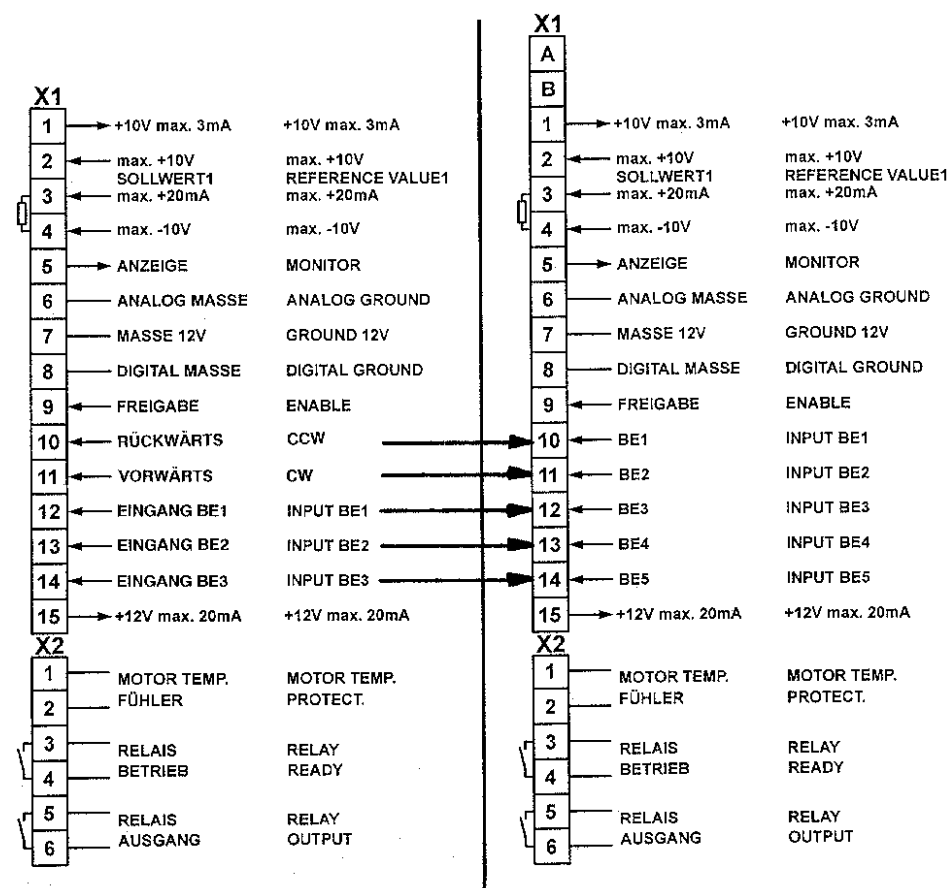 X1
1 +10V max. 3mA +10V max. 3mA
2 max. +10V max. +10V
SOLLWERT1 REFERENCE VALUE1
3 max. +20mA max. +20mA
4 max. -10V max. -10V
5 ANZEIGE MONITOR
6 ANALOG MASSE ANALOG GROUND
7 MASSE 12V GROUND 12V
8 DIGITAL MASSE DIGITAL GROUND
9 FREIGABE ENABLE
10 RÜCKWÄRTS CCW
11 VORWÄRTS CW
12 EINGANG BE1 INPUT BE1
13 EINGANG BE2 INPUT BE2
14 EINGANG BE3 INPUT BE3
15 +12V max. 20mA +12V max. 20mA
X2
1 MOTOR TEMP. MOTOR TEMP.
2 FÜHLER PROTECT.
3 RELAIS RELAY
4 BETRIEB READY
5 RELAIS RELAY
6 AUSGANG OUTPUT
X1
A
B
1 +10V max. 3mA +10V max. 3mA
2 max. +10V max. +10V
SOLLWERT1 REFERENCE VALUE1
3 max. +20mA max. +20mA
4 max. -10V max. -10V
5 ANZEIGE MONITOR
6 ANALOG MASSE ANALOG GROUND
7 MASSE 12V GROUND 12V
8 DIGITAL MASSE DIGITAL GROUND
9 FREIGABE ENABLE
10 BE1 INPUT BE1
11 BE2 INPUT BE2
12 BE3 INPUT BE3
13 BE4 INPUT BE4
14 BE5 INPUT BE5
15 +12V max. 20mA +12V max. 20mA
X2
1 MOTOR TEMP. MOTOR TEMP.
2 FÜHLER PROTECT.
3 RELAIS RELAY
4 BETRIEB READY
5 RELAIS RELAY
6 AUSGANG OUTPUT